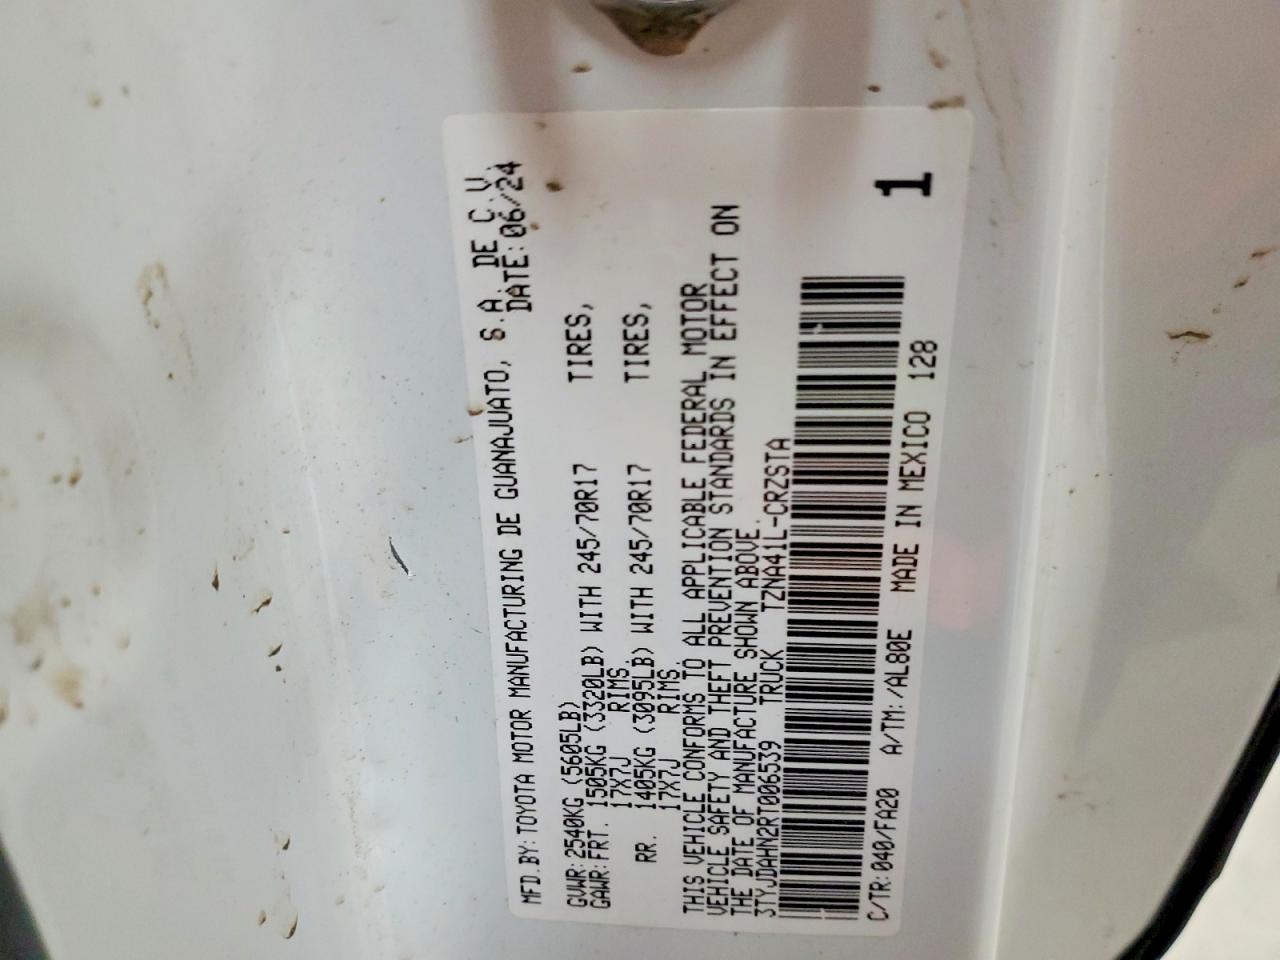 MFD.BY:TOYOTA MOTOR MANUFACTURING DE GUANAJUATO, S.A. DE C.V.
DATE:06/24
GVWR:2540KG (5605LB)
GAWR:FRT. 1505KG (3320LB) WITH 245/70R17 TIRES,
17X7J RIMS.
RR. 1405KG (3095LB) WITH 245/70R17 TIRES,
17X7J RIMS
THIS VEHICLE CONFORMS TO ALL APPLICABLE FEDERAL MOTOR
VEHICLE SAFETY AND THEFT PREVENTION STANDARDS IN EFFECT ON
THE DATE OF MANUFACTURE SHOWN ABOVE.
3TYJDAHN2RT006539 TRUCK TZNA41L-CRZSTA
1
C/TR:040/FA20 A/TM:/AL80E MADE IN MEXICO 128